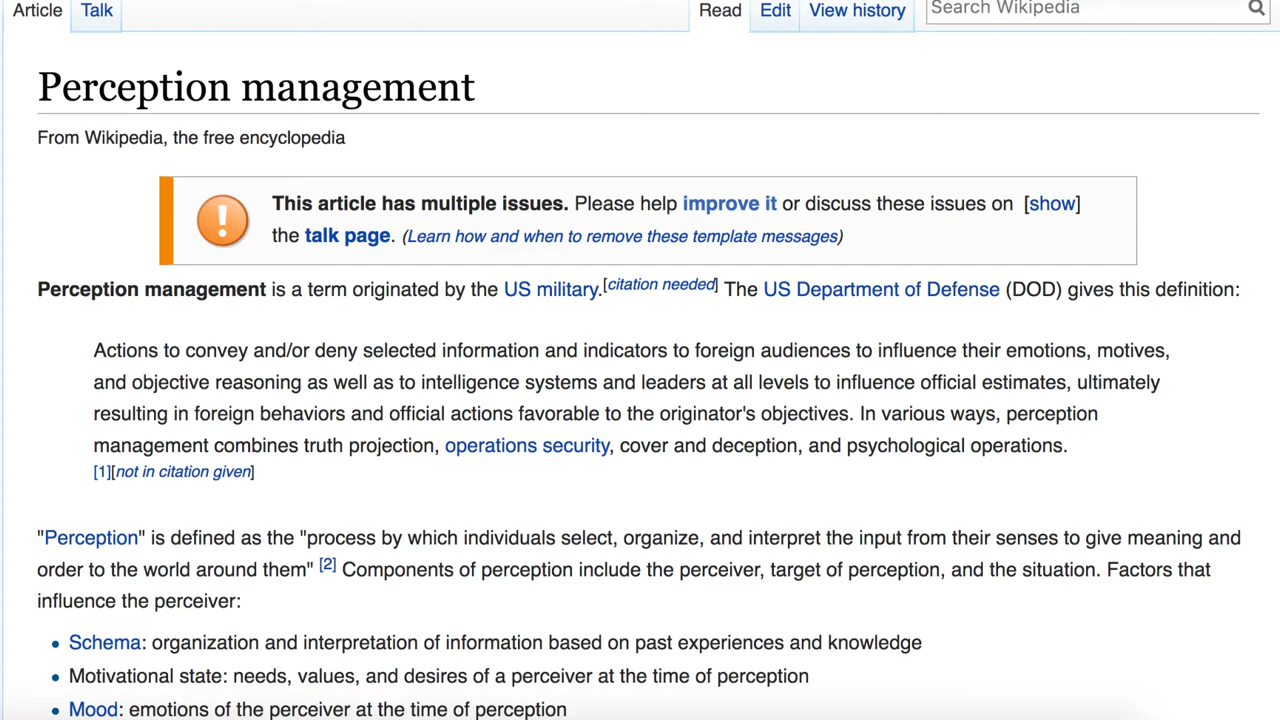 Article Talk Read Edit View history Search Wikipedia
Perception management
From Wikipedia, the free encyclopedia
This article has multiple issues. Please help improve it or discuss these issues on [show]
the talk page. (Learn how and when to remove these template messages)
Perception management is a term originated by the US military.[citation needed] The US Department of Defense (DOD) gives this definition:
Actions to convey and/or deny selected information and indicators to foreign audiences to influence their emotions, motives,
and objective reasoning as well as to intelligence systems and leaders at all levels to influence official estimates, ultimately
resulting in foreign behaviors and official actions favorable to the originator's objectives. In various ways, perception
management combines truth projection, operations security, cover and deception, and psychological operations.
[1][not in citation given]
"Perception" is defined as the "process by which individuals select, organize, and interpret the input from their senses to give meaning and
order to the world around them" [2] Components of perception include the perceiver, target of perception, and the situation. Factors that
influence the perceiver:
• Schema: organization and interpretation of information based on past experiences and knowledge
• Motivational state: needs, values, and desires of a perceiver at the time of perception
• Mood: emotions of the perceiver at the time of perception